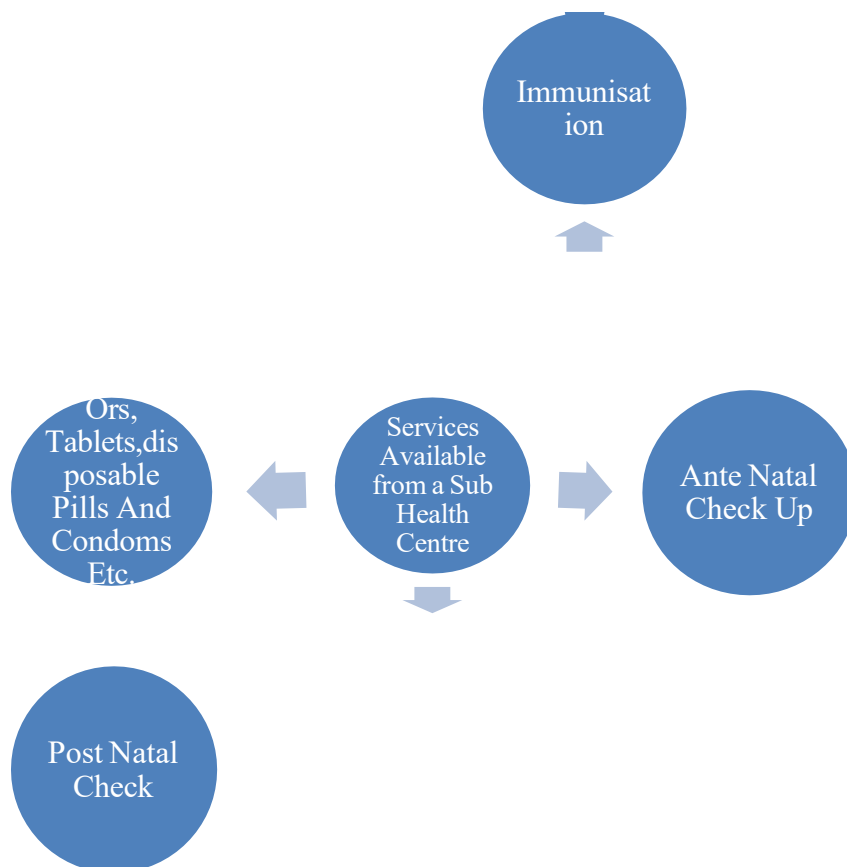 Immunisat
ion
Ors,
Tablets,dis
posable
Pills And
Condoms
Etc.
Services
Available
from a Sub
Health
Centre
Ante Natal
Check Up
Post Natal
Check